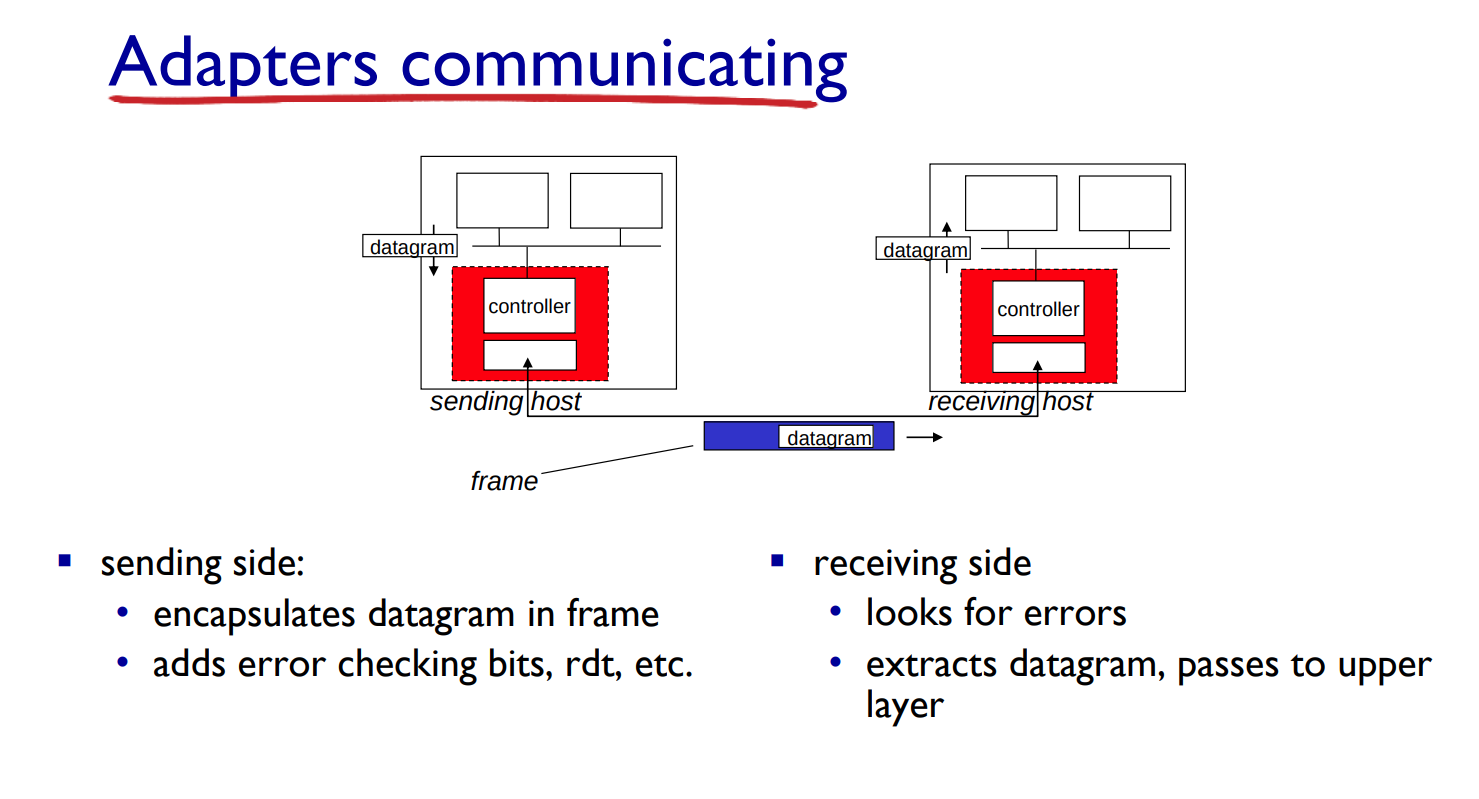 Adapters communicating
datagram
controller
sending host
datagram
controller
receiving host
datagram
frame
sending side:
encapsulates datagram in frame
adds error checking bits, rdt, etc.
receiving side
looks for errors
extracts datagram, passes to upper
layer